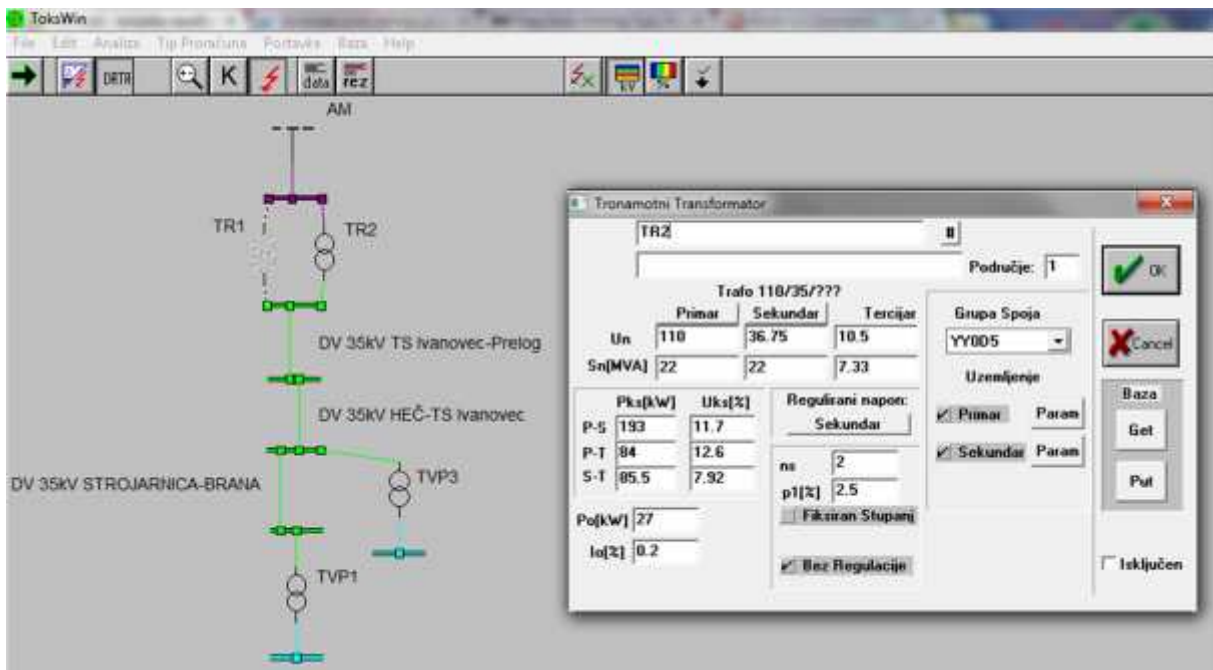 ToksWin
File Edit Analiza Tip Proračuna Postavke Baza Help
DRTR K data rez kV %
AM
TR1 TR2
DV 35kV TS Ivanovec-Prelog
DV 35kV HEČ-TS Ivanovec
DV 35kV STROJARNICA-BRANA
TVP3
TVP1
Tronamotni Transformator
TR2
Područje: 1
Trafo 110/35/???
Primar Sekundar Tercijar
Un 110 36.75 10.5
Sn[MVA] 22 22 7.33
Pks[kW] Uks[%]
P-S 193 11.7
P-T 84 12.6
S-T 85.5 7.92
Po[kW] 27
Io[%] 0.2
Regulirani napon:
Sekundar
ns 2
p1[%] 2.5
Fiksiran Stupanj
Bez Regulacije
Grupa Spoja
YY0D5
Uzemljenje
Primar Param
Sekundar Param
OK
Cancel
Baza
Get
Put
Isključen